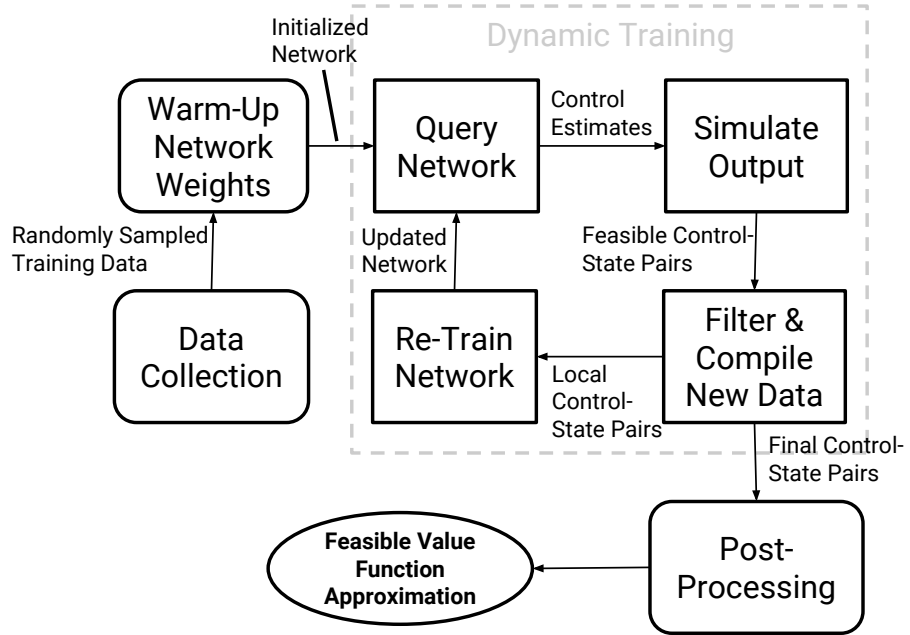 Dynamic Training
Initialized
Network
Warm-Up
Network
Weights
Query
Network
Control
Estimates
Simulate
Output
Randomly Sampled
Training Data
Updated
Network
Feasible Control-
State Pairs
Data
Collection
Re-Train
Network
Local
Control-
State Pairs
Filter &
Compile
New Data
Final Control-
State Pairs
Feasible Value
Function
Approximation
Post-
Processing